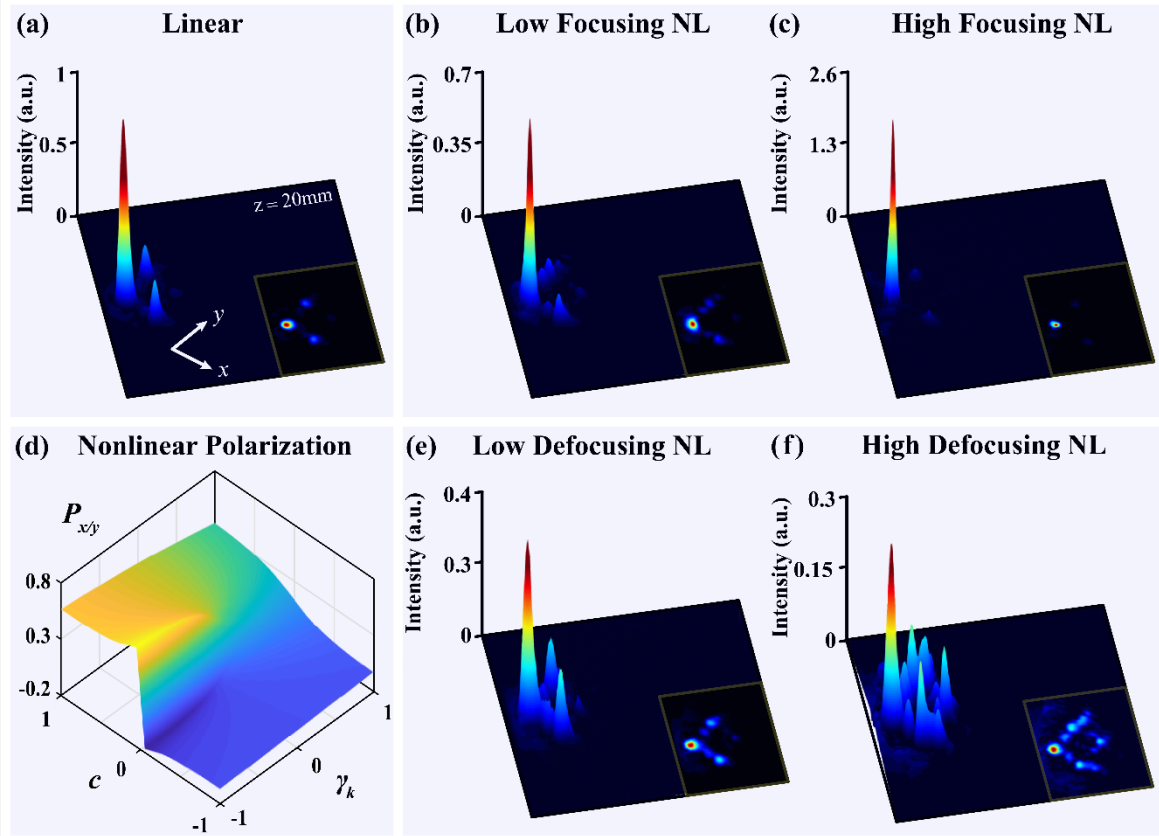 (a) Linear
Intensity (a.u.)
1
0.5
0
z = 20mm
y
x
(b) Low Focusing NL
Intensity (a.u.)
0.7
0.35
0
(c) High Focusing NL
Intensity (a.u.)
2.6
1.3
0
(d) Nonlinear Polarization
P x/y
0.8
0.3
-0.2
1
0
-1
c
-1
0
1
γk
(e) Low Defocusing NL
Intensity (a.u.)
0.4
0.3
0
(f) High Defocusing NL
Intensity (a.u.)
0.3
0.15
0